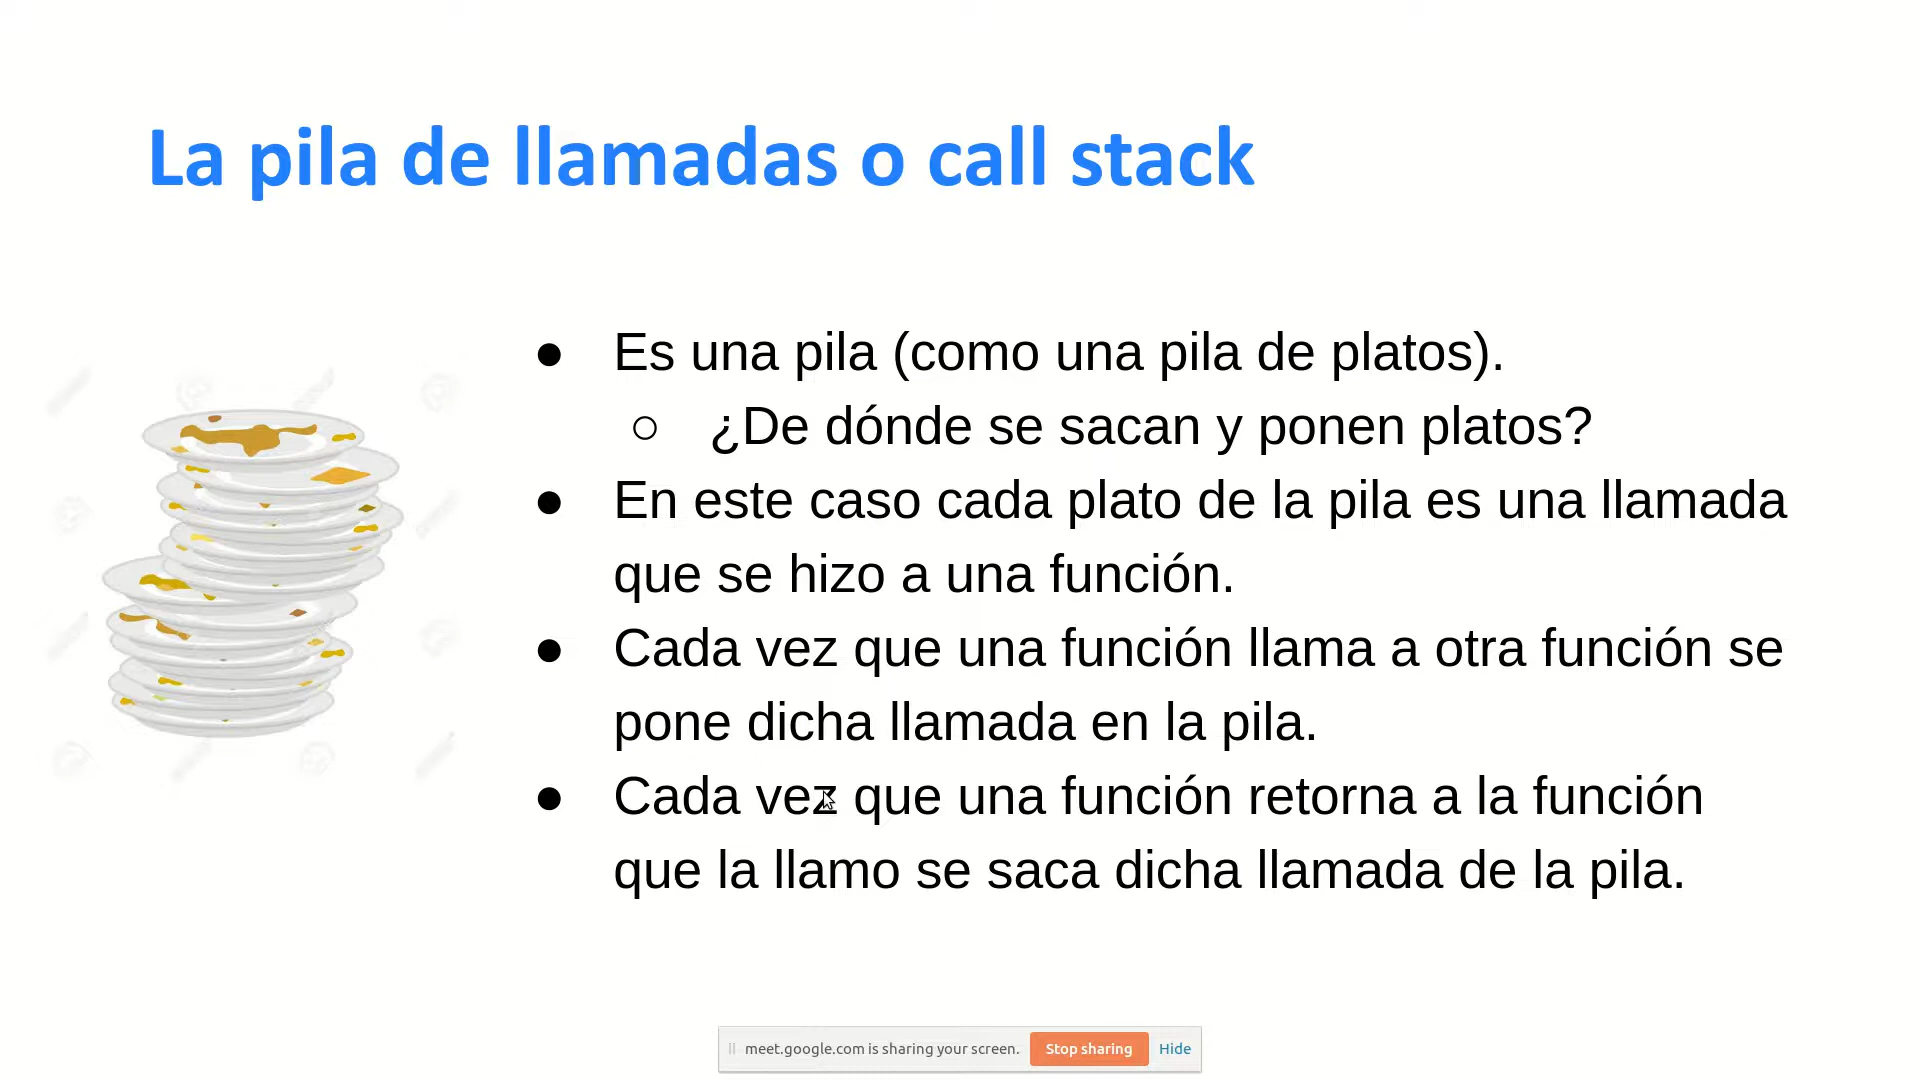 La pila de llamadas o call stack
● Es una pila (como una pila de platos).
○ ¿De dónde se sacan y ponen platos?
● En este caso cada plato de la pila es una llamada
que se hizo a una función.
● Cada vez que una función llama a otra función se
pone dicha llamada en la pila.
● Cada vez que una función retorna a la función
que la llamo se saca dicha llamada de la pila.
meet.google.com is sharing your screen. Stop sharing Hide